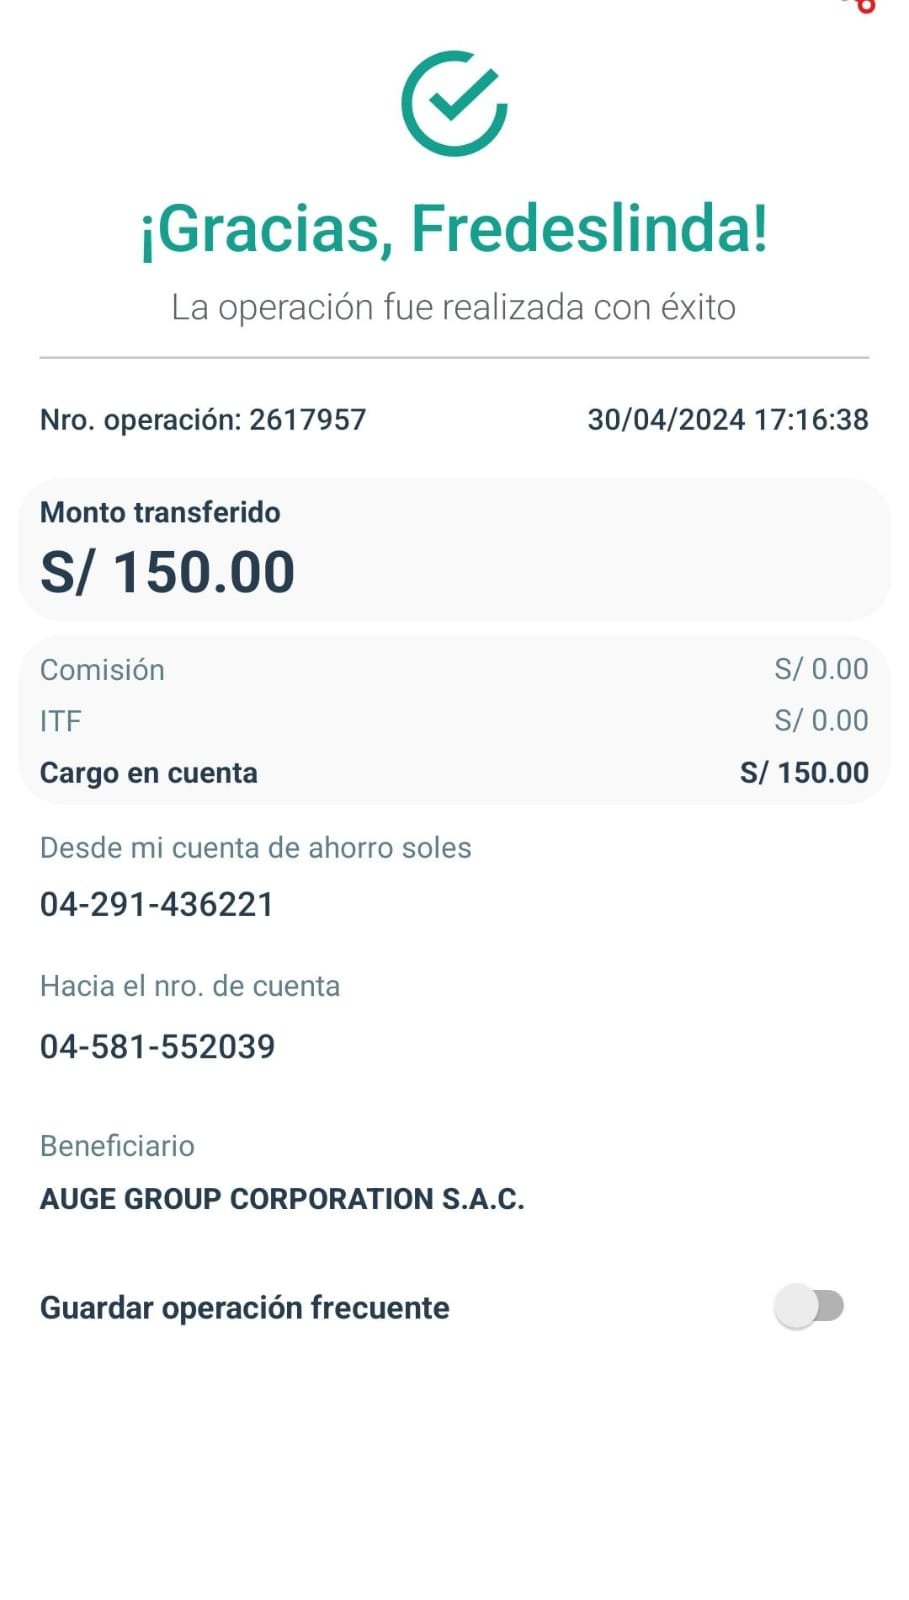 ¡Gracias, Fredeslinda!
La operación fue realizada con éxito
Nro. operación: 2617957 30/04/2024 17:16:38
Monto transferido
S/ 150.00
Comisión S/ 0.00
ITF S/ 0.00
Cargo en cuenta S/ 150.00
Desde mi cuenta de ahorro soles
04-291-436221
Hacia el nro. de cuenta
04-581-552039
Beneficiario
AUGE GROUP CORPORATION S.A.C.
Guardar operación frecuente